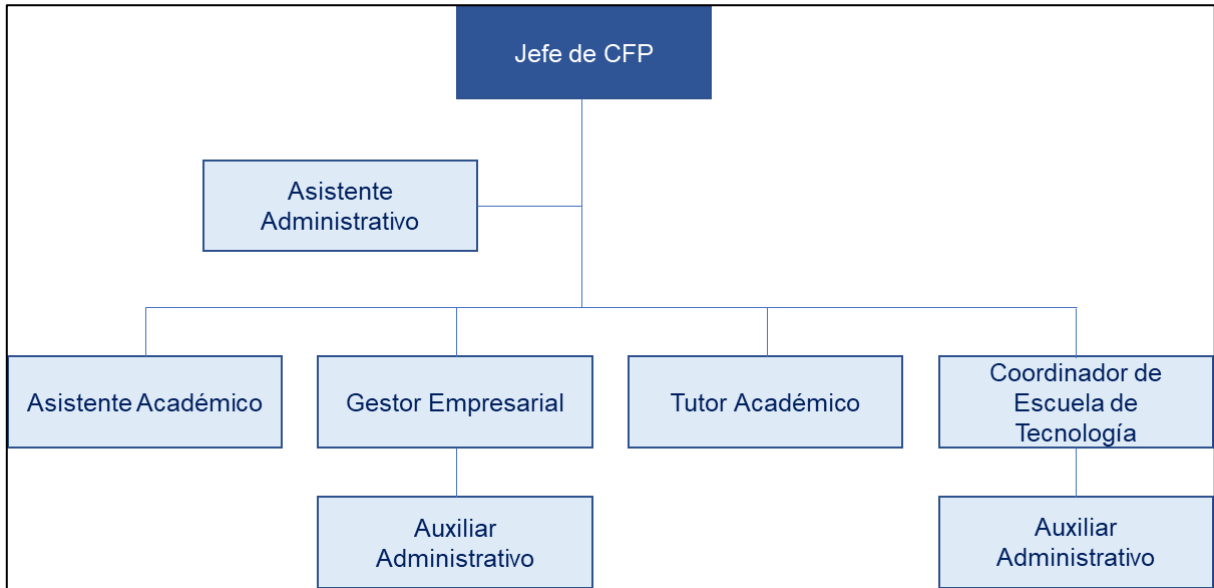 Jefe de CFP
Asistente
Administrativo
Asistente Académico
Gestor Empresarial
Tutor Académico
Coordinador de
Escuela de
Tecnología
Auxiliar
Administrativo
Auxiliar
Administrativo